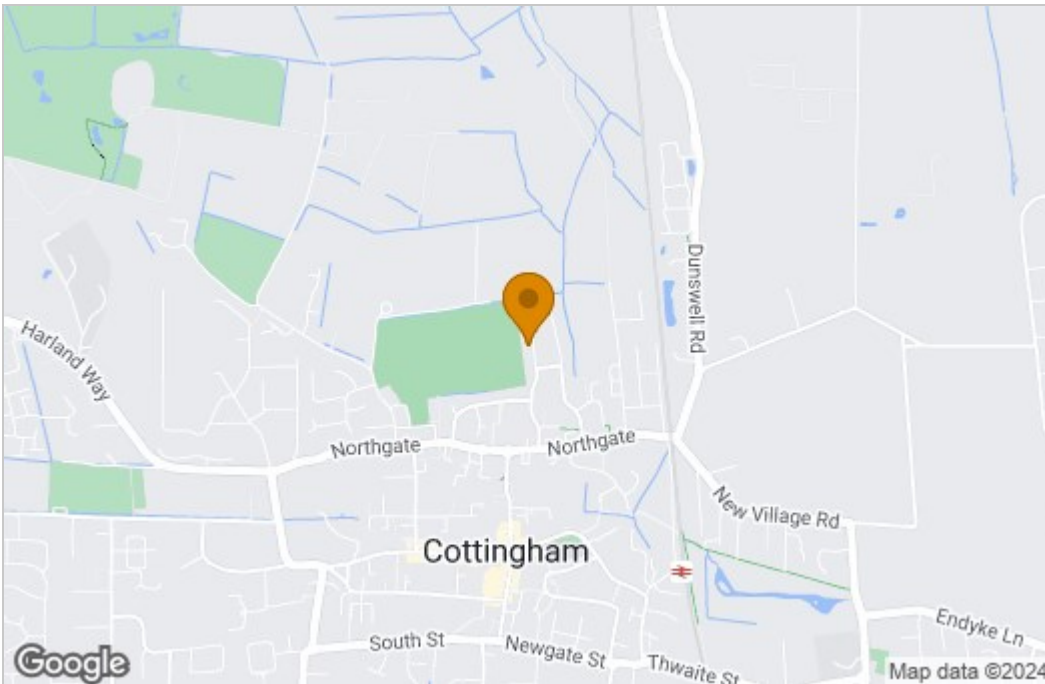 Harland Way
Dunswell Rd
Northgate
Northgate
New Village Rd
Cottingham
Endyke Ln
South St
Newgate St
Thwaite St
Google
Map data ©2024